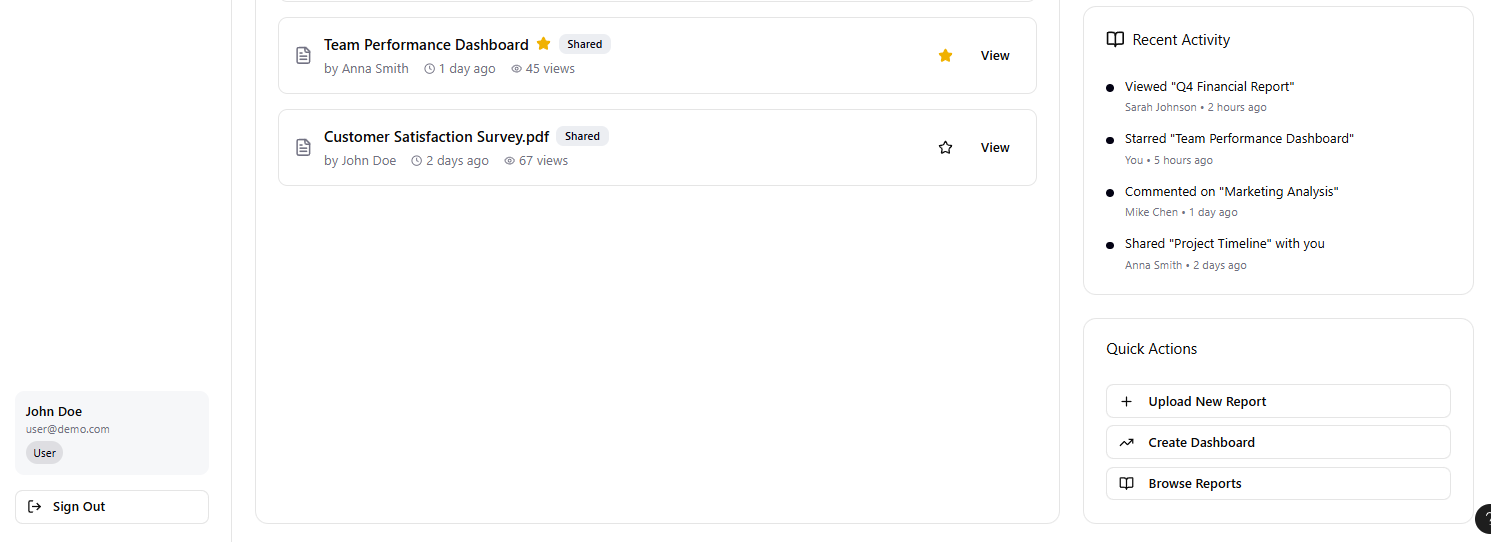 Team Performance Dashboard Shared
by Anna Smith 1 day ago 45 views
View
Customer Satisfaction Survey.pdf Shared
by John Doe 2 days ago 67 views
View
Recent Activity
Viewed "Q4 Financial Report"
Sarah Johnson • 2 hours ago
Starred "Team Performance Dashboard"
You • 5 hours ago
Commented on "Marketing Analysis"
Mike Chen • 1 day ago
Shared "Project Timeline" with you
Anna Smith • 2 days ago
Quick Actions
Upload New Report
Create Dashboard
Browse Reports
John Doe
user@demo.com
User
Sign Out
?